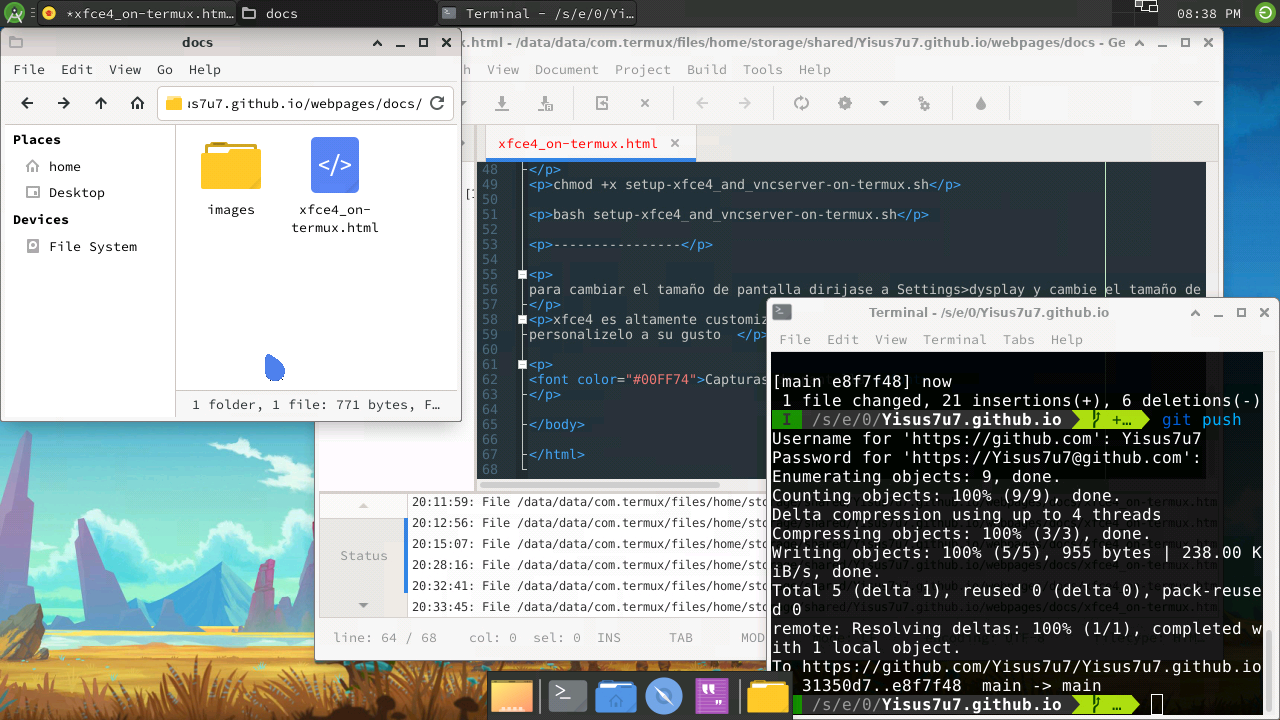 *xfce4_on-termux.htm…
docs
Terminal - /s/e/0/Yi…
08:38 PM
docs
File Edit View Go Help
us7u7.github.io/webpages/docs/
Places
home
Desktop
Devices
File System
images
xfce4_on-
termux.html
1 folder, 1 file: 771 bytes, F…
x.html - /data/data/com.termux/files/home/storage/shared/Yisus7u7.github.io/webpages/docs - Ge
h View Document Project Build Tools Help
xfce4_on-termux.html
48 </p>
49 <p>chmod +x setup-xfce4_and_vncserver-on-termux.sh</p>
50
51 <p>bash setup-xfce4_and_vncserver-on-termux.sh</p>
52
53 <p>----------------</p>
54
55 <p>
56 para cambiar el tamaño de pantalla dirijase a Settings>dysplay y cambie el tamaño de
57 </p>
58 <p>xfce4 es altamente customiz
59 personalizelo a su gusto </p>
60
61 <p>
62 <font color="#00FF74">Capturas
63 </p>
64
65 </body>
66
67 </html>
68
Status
20:11:59: File /data/data/com.termux/files/home/sto
20:12:56: File /data/data/com.termux/files/home/sto
20:15:07: File /data/data/com.termux/files/home/sto
20:28:16: File /data/data/com.termux/files/home/sto
20:32:41: File /data/data/com.termux/files/home/sto
20:33:45: File /data/data/com.termux/files/home/sto
line: 64 / 68 col: 0 sel: 0 INS TAB MOD
Terminal - /s/e/0/Yisus7u7.github.io
File Edit View Terminal Tabs Help
[main e8f7f48] now
1 file changed, 21 insertions(+), 6 deletions(-)
I /s/e/0/Yisus7u7.github.io +… git push
Username for 'https://github.com': Yisus7u7
Password for 'https://Yisus7u7@github.com':
Enumerating objects: 9, done.
Counting objects: 100% (9/9), done.
Delta compression using up to 4 threads
Compressing objects: 100% (3/3), done.
Writing objects: 100% (5/5), 955 bytes | 238.00 K
iB/s, done.
Total 5 (delta 1), reused 0 (delta 0), pack-reuse
d 0
remote: Resolving deltas: 100% (1/1), completed w
ith 1 local object.
To https://github.com/Yisus7u7/Yisus7u7.github.io
31350d7..e8f7f48 main -> main
/s/e/0/Yisus7u7.github.io …